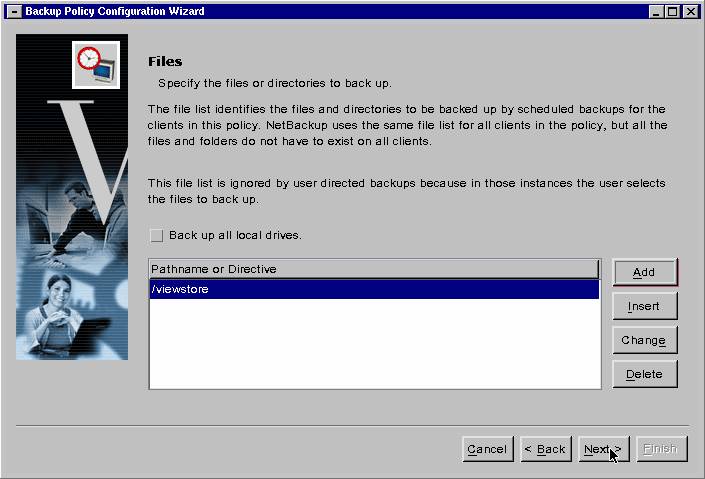 Backup Policy Configuration Wizard
Files
Specify the files or directories to back up.
The file list identifies the files and directories to be backed up by scheduled backups for the
clients in this policy. NetBackup uses the same file list for all clients in the policy, but all the
files and folders do not have to exist on all clients.
This file list is ignored by user directed backups because in those instances the user selects
the files to back up.
Back up all local drives.
Pathname or Directive
/viewstore
Add
Insert
Change
Delete
Cancel
< Back
Next >
Finish